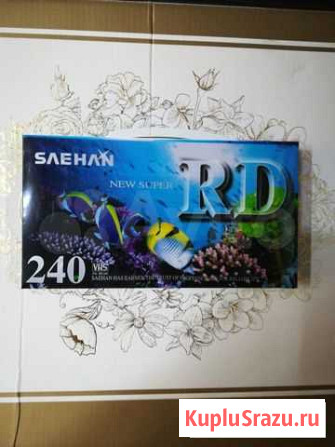 SAEHAN
NEW SUPER RD
240 VHS
KupluSrazu.ru